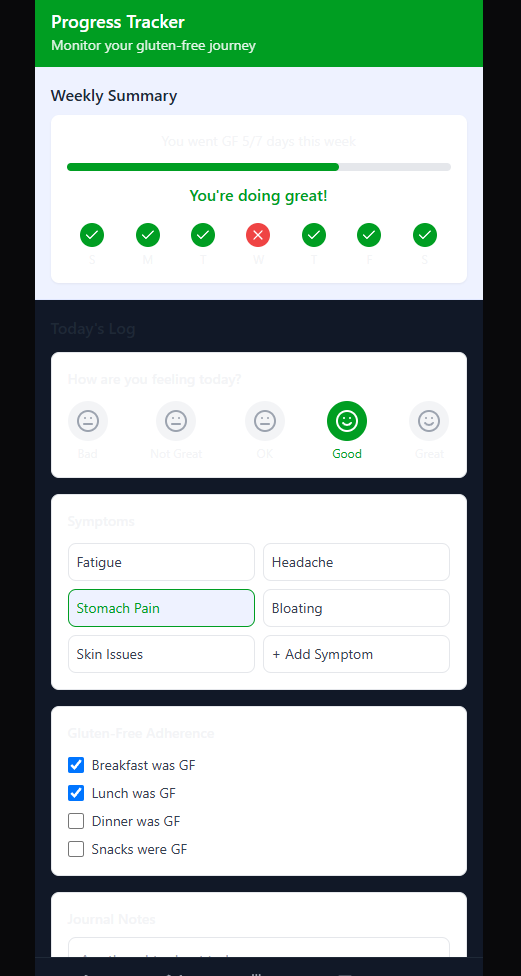 Progress Tracker
Monitor your gluten-free journey
Weekly Summary
You went GF 5/7 days this week
You're doing great!
S M T W T F S
Today's Log
How are you feeling today?
Bad Not Great OK Good Great
Symptoms
Fatigue Headache
Stomach Pain Bloating
Skin Issues + Add Symptom
Gluten-Free Adherence
Breakfast was GF
Lunch was GF
Dinner was GF
Snacks were GF
Journal Notes